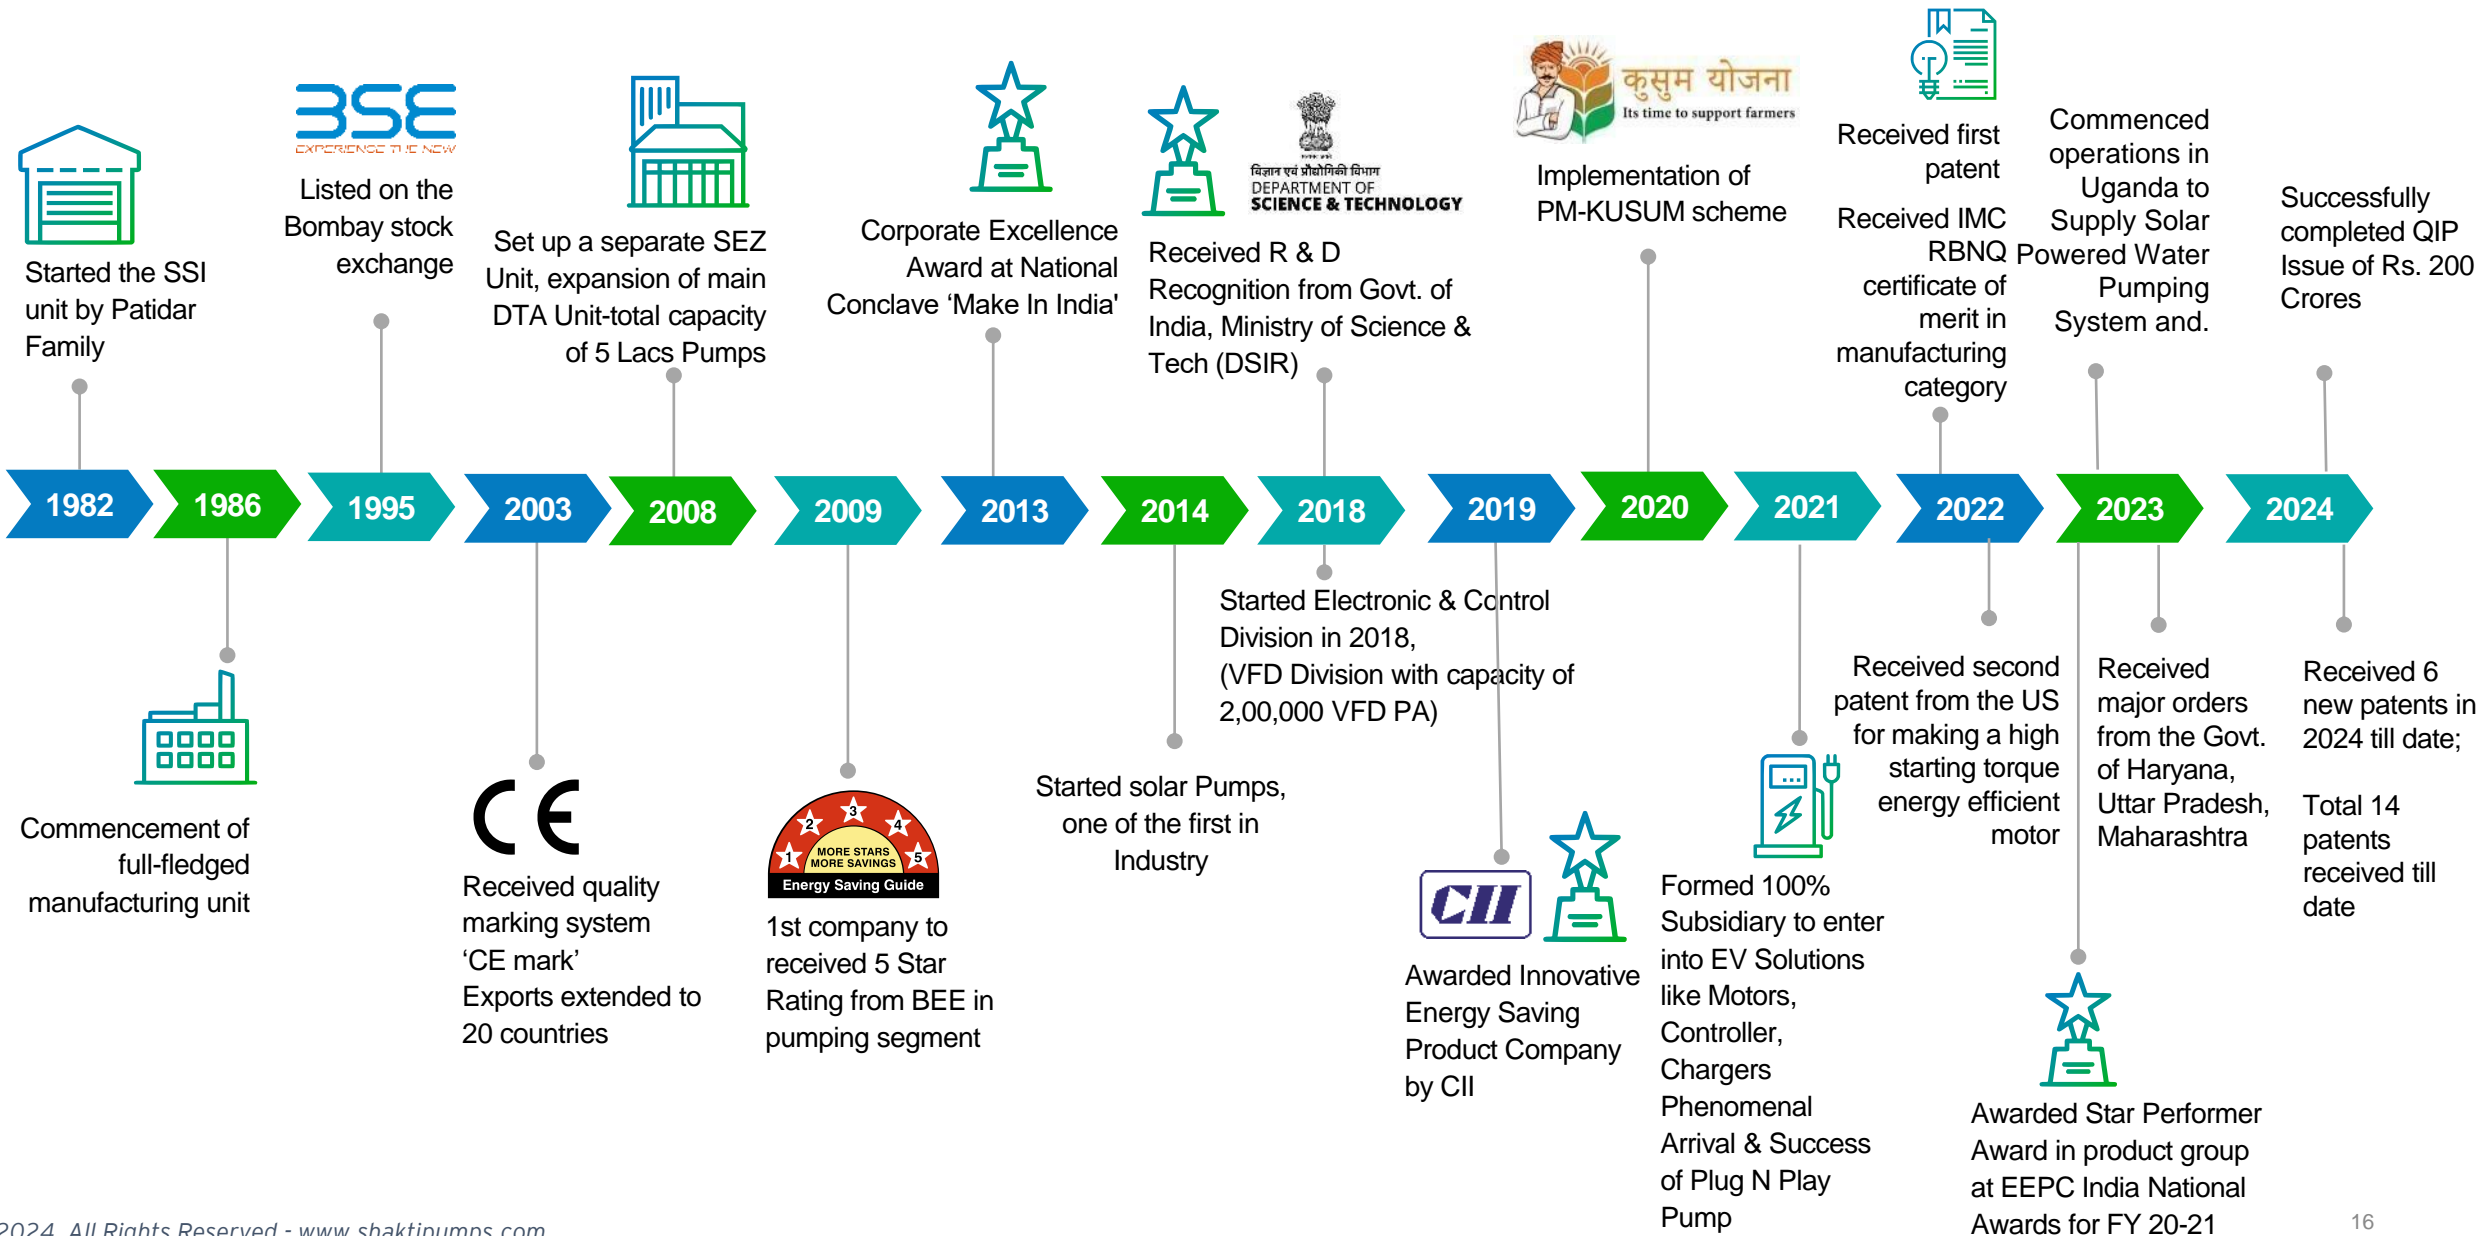 BSE
EXPERIENCE THE NEW
Listed on the
Bombay stock
exchange
Started the SSI
unit by Patidar
Family
Set up a separate SEZ
Unit, expansion of main
DTA Unit-total capacity
of 5 Lacs Pumps
Corporate Excellence
Award at National
Conclave ‘Make In India'
विज्ञान एवं प्रौद्योगिकी विभाग
DEPARTMENT OF
SCIENCE & TECHNOLOGY
Received R & D
Recognition from Govt. of
India, Ministry of Science &
Tech (DSIR)
कुसुम योजना
Its time to support farmers
Implementation of
PM-KUSUM scheme
Received first
patent
Received IMC
RBNQ
certificate of
merit in
manufacturing
category
Commenced
operations in
Uganda to
Supply Solar
Powered Water
Pumping
System and.
Successfully
completed QIP
Issue of Rs. 200
Crores
1982
1986
1995
2003
2008
2009
2013
2014
2018
2019
2020
2021
2022
2023
2024
Commencement of
full-fledged
manufacturing unit
CE
Received quality
marking system
‘CE mark’
Exports extended to
20 countries
1 2 3 4 5
MORE STARS
MORE SAVINGS
Energy Saving Guide
1st company to
received 5 Star
Rating from BEE in
pumping segment
Started solar Pumps,
one of the first in
Industry
Started Electronic & Control
Division in 2018,
(VFD Division with capacity of
2,00,000 VFD PA)
CII
Awarded Innovative
Energy Saving
Product Company
by CII
Formed 100%
Subsidiary to enter
into EV Solutions
like Motors,
Controller,
Chargers
Phenomenal
Arrival & Success
of Plug N Play
Pump
Received second
patent from the US
for making a high
starting torque
energy efficient
motor
Received
major orders
from the Govt.
of Haryana,
Uttar Pradesh,
Maharashtra
Awarded Star Performer
Award in product group
at EEPC India National
Awards for FY 20-21
Received 6
new patents in
2024 till date;
Total 14
patents
received till
date
2024. All Rights Reserved - www.shaktipumps.com
16